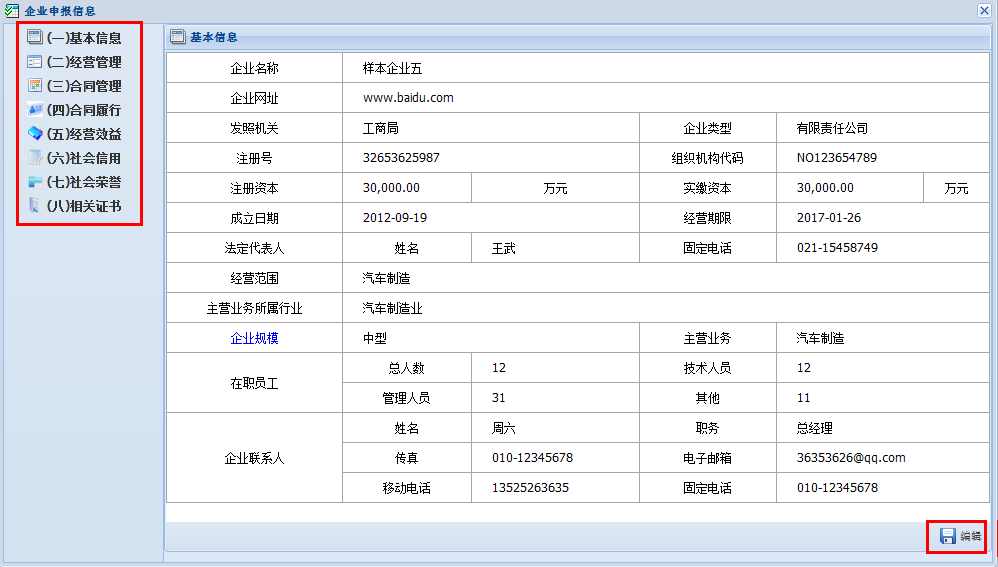 企业申报信息
(一)基本信息
(二)经营管理
(三)合同管理
(四)合同履行
(五)经营效益
(六)社会信用
(七)社会荣誉
(八)相关证书
基本信息
企业名称 样本企业五
企业网址 www.baidu.com
发照机关 工商局 企业类型 有限责任公司
注册号 32653625987 组织机构代码 NO123654789
注册资本 30,000.00 万元 实缴资本 30,000.00 万元
成立日期 2012-09-19 经营期限 2017-01-26
法定代表人 姓名 王武 固定电话 021-15458749
经营范围 汽车制造
主营业务所属行业 汽车制造业
企业规模 中型 主营业务 汽车制造
在职员工 总人数 12 技术人员 12
管理人员 31 其他 11
企业联系人 姓名 周六 职务 总经理
传真 010-12345678 电子邮箱 36353626@qq.com
移动电话 13525263635 固定电话 010-12345678
编辑